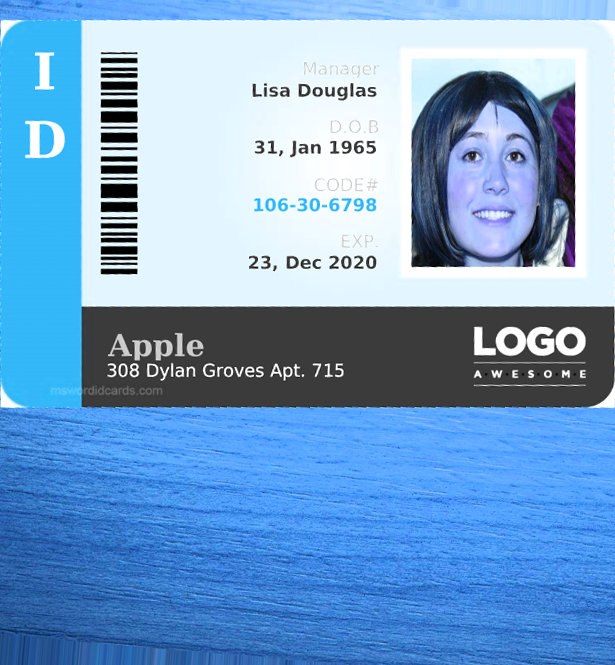 I
D
Manager
Lisa Douglas
D.O.B
31, Jan 1965
CODE#
106-30-6798
EXP.
23, Dec 2020
Apple
308 Dylan Groves Apt. 715
mswordidcards.com
LOGO
A·W·E·S·O·M·E